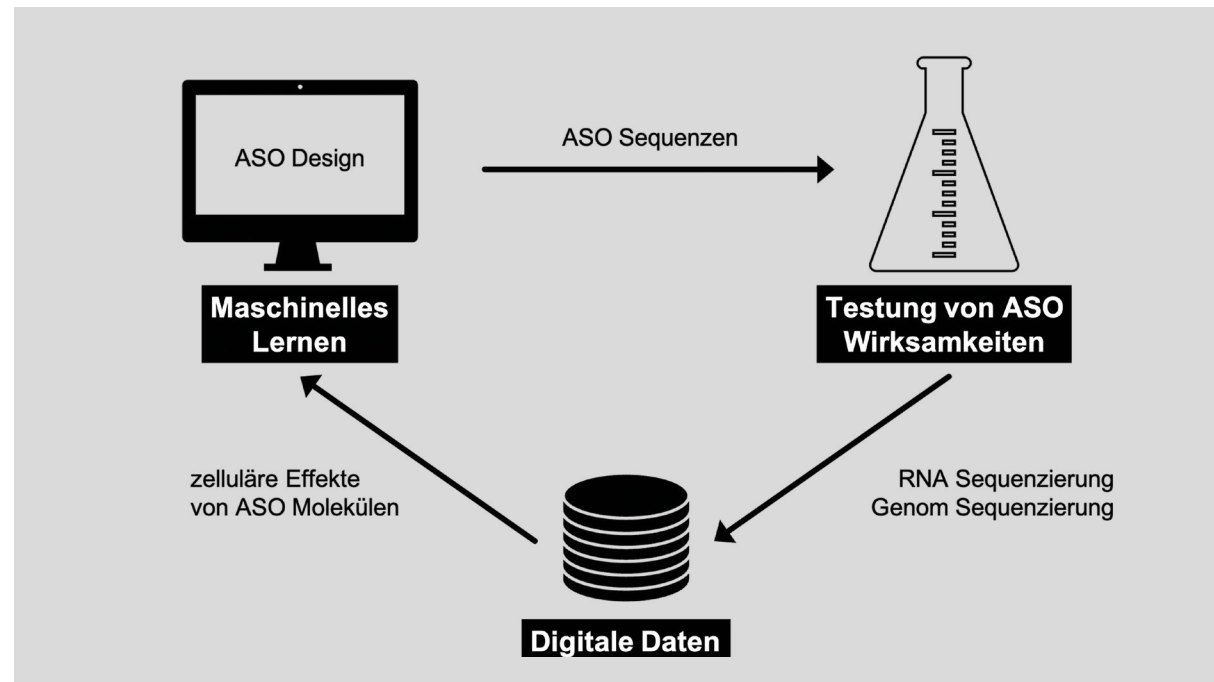 ASO Design
ASO Sequenzen
Maschinelles
Lernen
Testung von ASO
Wirksamkeiten
zelluläre Effekte
von ASO Molekülen
RNA Sequenzierung
Genom Sequenzierung
Digitale Daten